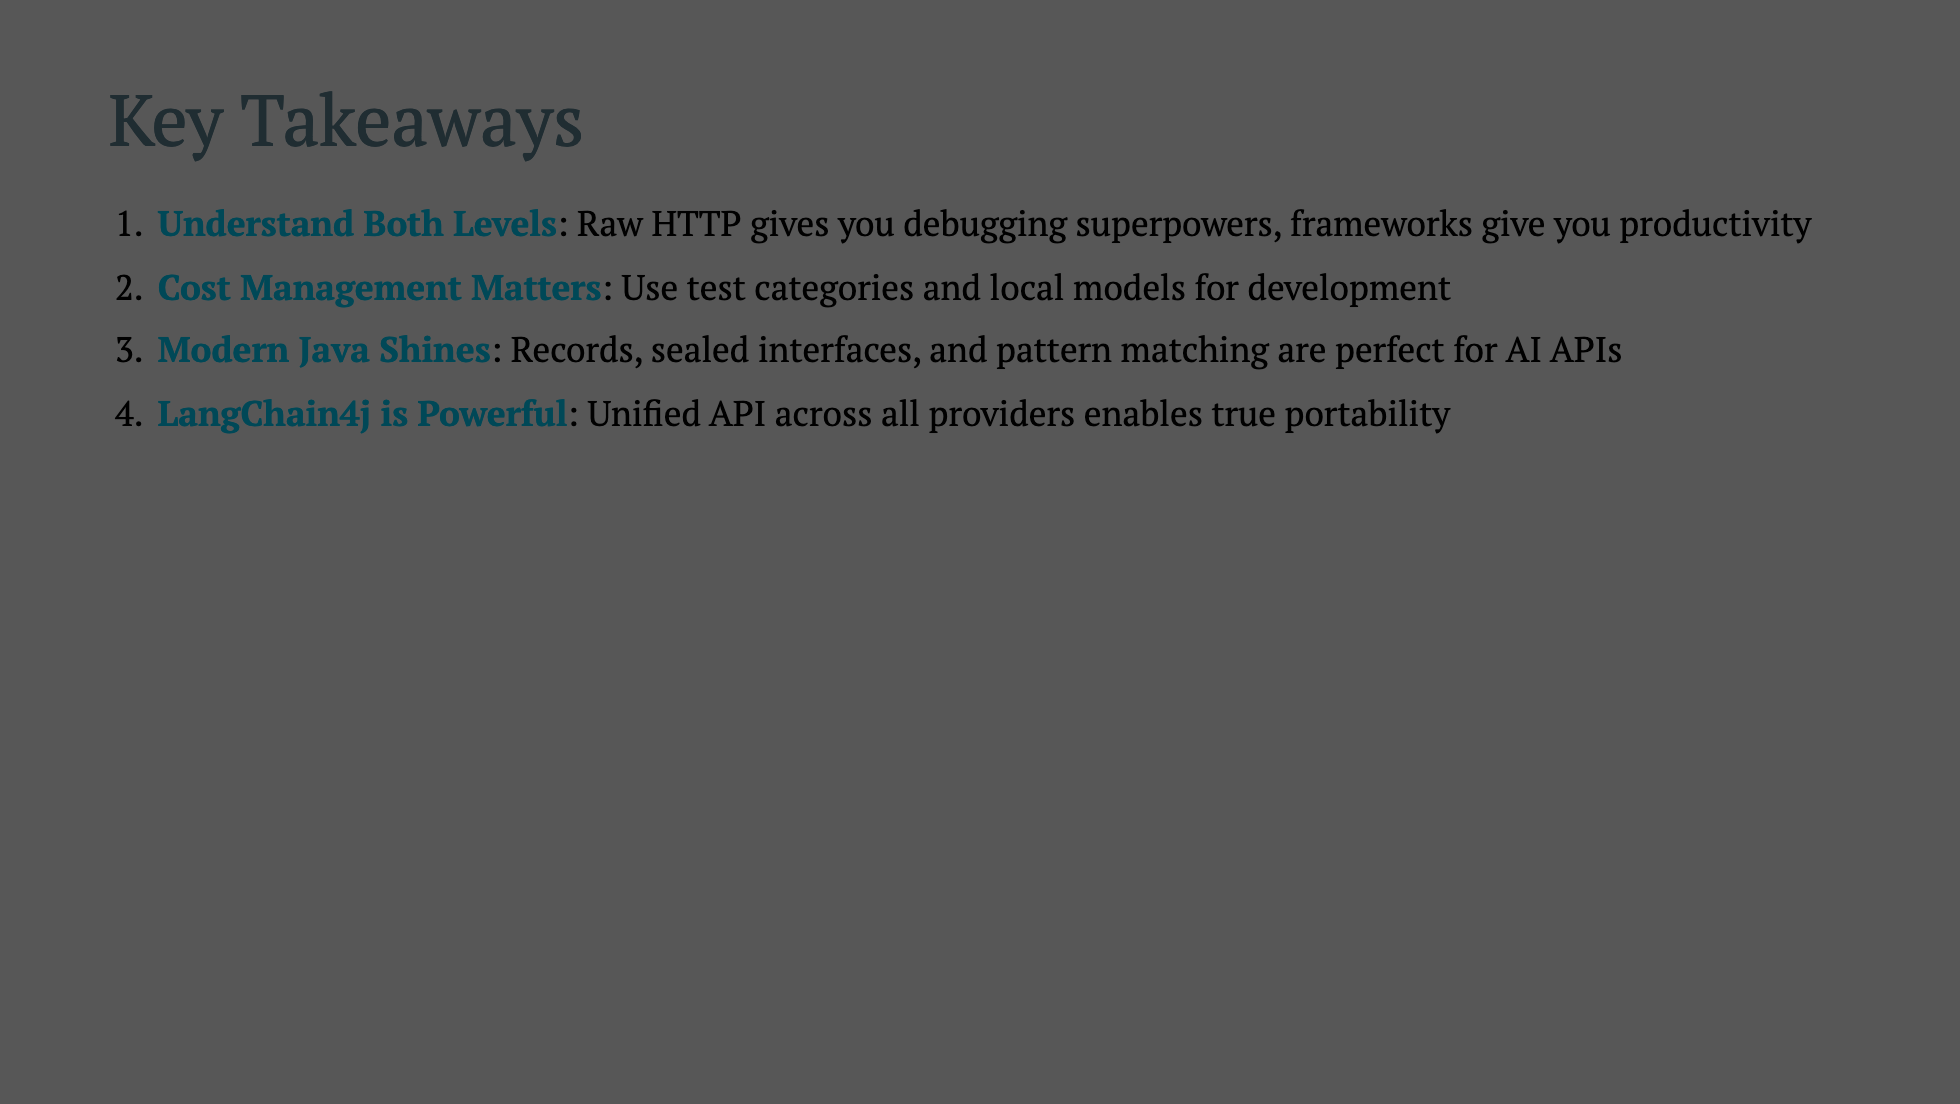 Key Takeaways
1. Understand Both Levels: Raw HTTP gives you debugging superpowers, frameworks give you productivity
2. Cost Management Matters: Use test categories and local models for development
3. Modern Java Shines: Records, sealed interfaces, and pattern matching are perfect for AI APIs
4. LangChain4j is Powerful: Unified API across all providers enables true portability